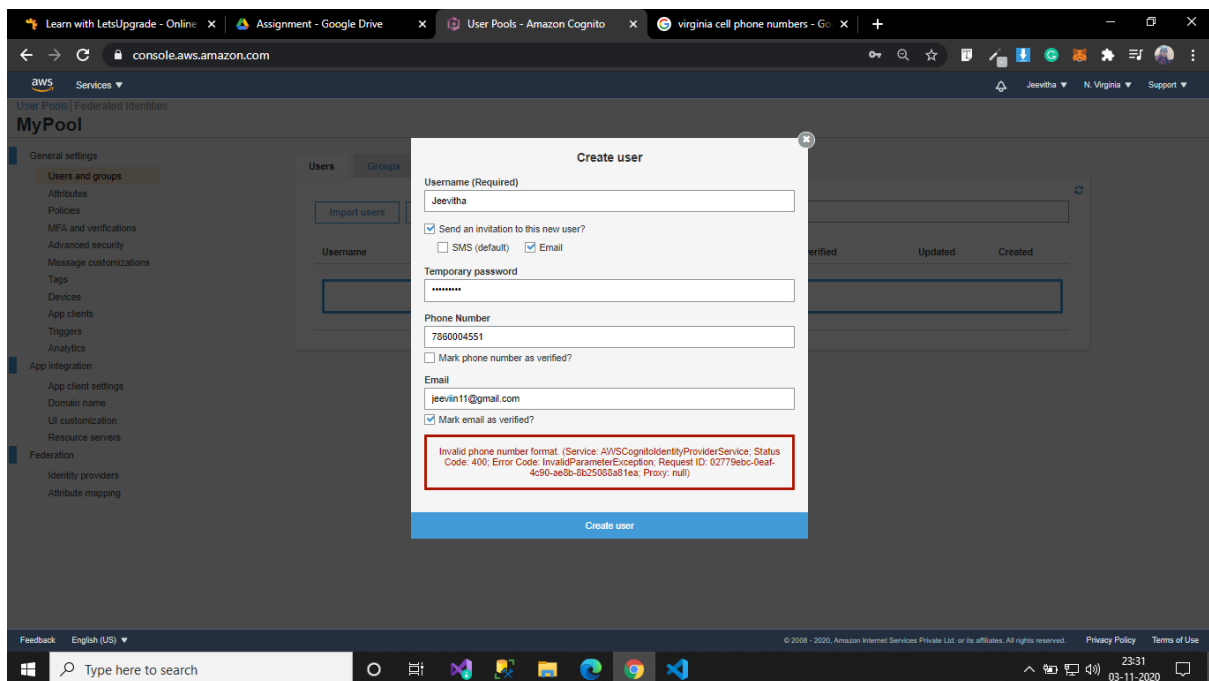 Learn with LetsUpgrade - Online
Assignment - Google Drive
User Pools - Amazon Cognito
virginia cell phone numbers - Go
console.aws.amazon.com
aws
Services
Jeevitha
N. Virginia
Support
User Pools | Federated Identities
MyPool
General settings
Users and groups
Attributes
Policies
MFA and verifications
Advanced security
Message customizations
Tags
Devices
App clients
Triggers
Analytics
App integration
App client settings
Domain name
UI customization
Resource servers
Federation
Identity providers
Attribute mapping
Users
Groups
Import users
Username
erified
Updated
Created
Create user
Username (Required)
Jeevitha
Send an invitation to this new user?
SMS (default)
Email
Temporary password
Phone Number
7860004551
Mark phone number as verified?
Email
jeeviin11@gmail.com
Mark email as verified?
Invalid phone number format. (Service: AWSCognitoIdentityProviderService; Status
Code: 400; Error Code: InvalidParameterException; Request ID: 02779ebc-0eaf-
4c90-ae8b-8b25088a81ea; Proxy: null)
Create user
Feedback
English (US)
© 2008 - 2020, Amazon Internet Services Private Ltd. or its affiliates. All rights reserved.
Privacy Policy
Terms of Use
Type here to search
23:31
03-11-2020